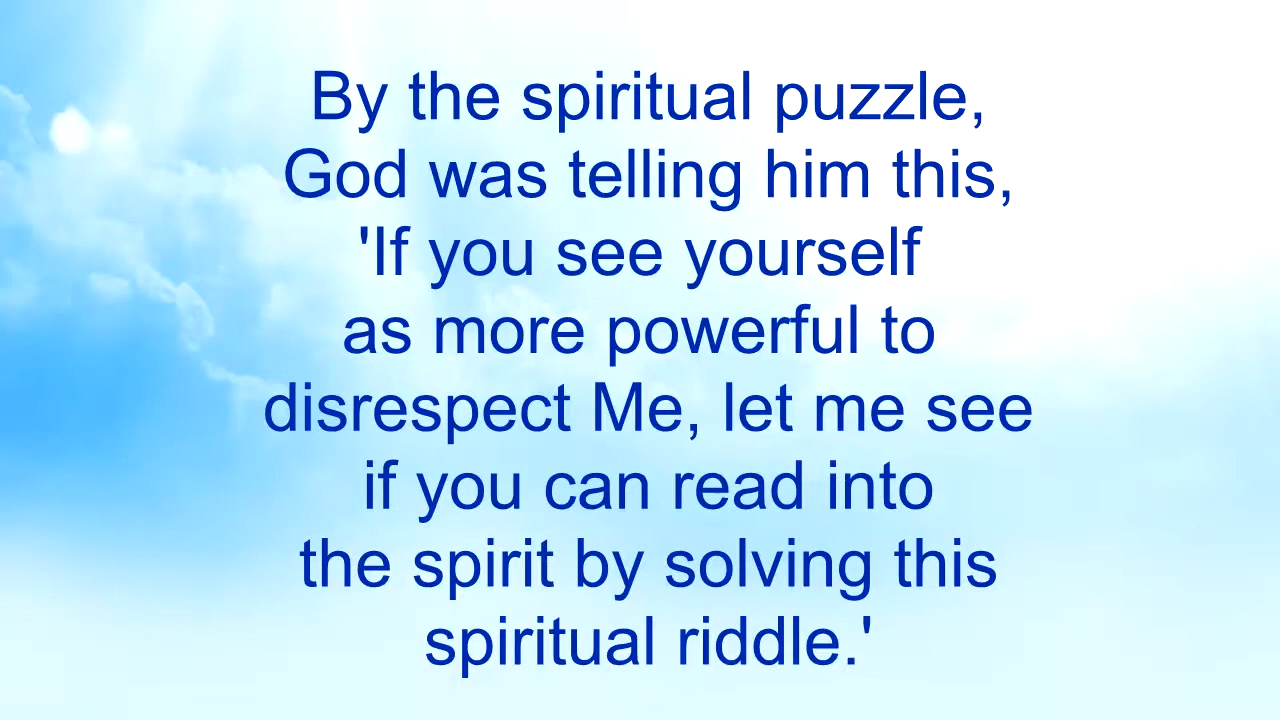 By the spiritual puzzle,
God was telling him this,
'If you see yourself
as more powerful to
disrespect Me, let me see
if you can read into
the spirit by solving this
spiritual riddle.'